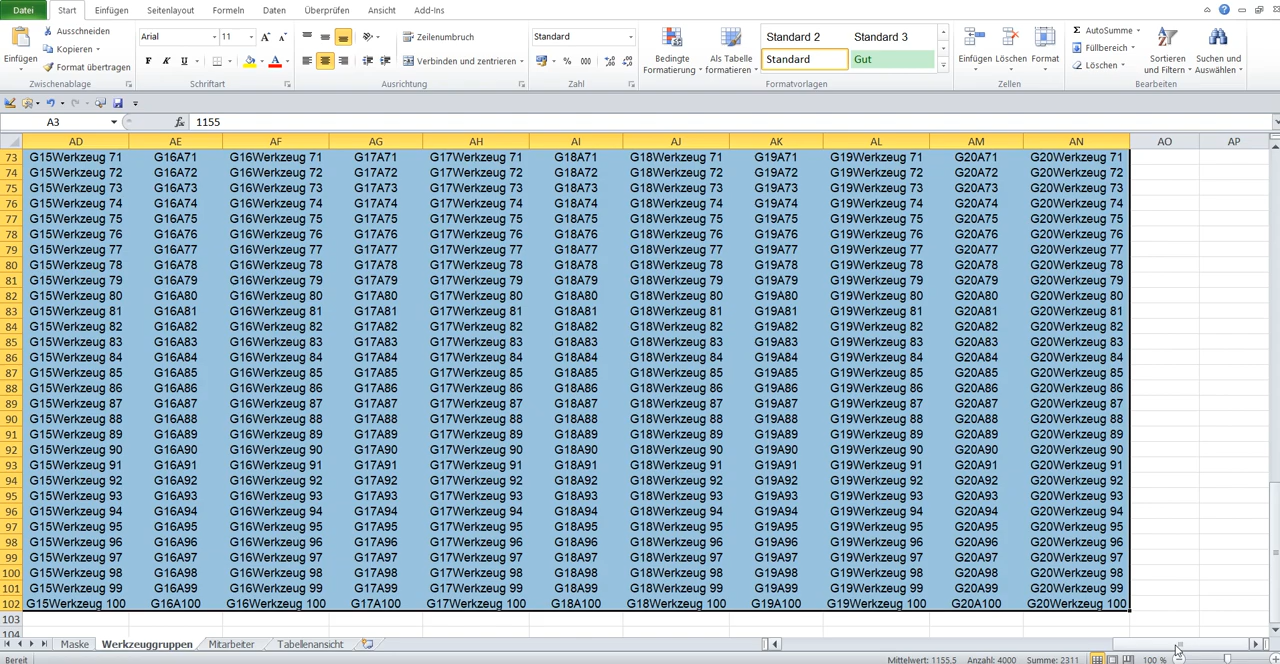 Datei Start Einfügen Seitenlayout Formeln Daten Überprüfen Ansicht Add-Ins
Einfügen Ausschneiden Kopieren Format übertragen
Arial 11
F K U
Zeilenumbruch
Verbinden und zentrieren
Standard
% 000
Bedingte Formatierung Als Tabelle formatieren
Standard 2 Standard 3
Standard Gut
Einfügen Löschen Format
Σ AutoSumme
Füllbereich
Löschen
Sortieren und Filtern Suchen und Auswählen
Zwischenablage Schriftart Ausrichtung Zahl Formatvorlagen Zellen Bearbeiten
A3 fx 1155
AD AE AF AG AH AI AJ AK AL AM AN AO AP
73 G15Werkzeug 71 G16A71 G16Werkzeug 71 G17A71 G17Werkzeug 71 G18A71 G18Werkzeug 71 G19A71 G19Werkzeug 71 G20A71 G20Werkzeug 71
74 G15Werkzeug 72 G16A72 G16Werkzeug 72 G17A72 G17Werkzeug 72 G18A72 G18Werkzeug 72 G19A72 G19Werkzeug 72 G20A72 G20Werkzeug 72
75 G15Werkzeug 73 G16A73 G16Werkzeug 73 G17A73 G17Werkzeug 73 G18A73 G18Werkzeug 73 G19A73 G19Werkzeug 73 G20A73 G20Werkzeug 73
76 G15Werkzeug 74 G16A74 G16Werkzeug 74 G17A74 G17Werkzeug 74 G18A74 G18Werkzeug 74 G19A74 G19Werkzeug 74 G20A74 G20Werkzeug 74
77 G15Werkzeug 75 G16A75 G16Werkzeug 75 G17A75 G17Werkzeug 75 G18A75 G18Werkzeug 75 G19A75 G19Werkzeug 75 G20A75 G20Werkzeug 75
78 G15Werkzeug 76 G16A76 G16Werkzeug 76 G17A76 G17Werkzeug 76 G18A76 G18Werkzeug 76 G19A76 G19Werkzeug 76 G20A76 G20Werkzeug 76
79 G15Werkzeug 77 G16A77 G16Werkzeug 77 G17A77 G17Werkzeug 77 G18A77 G18Werkzeug 77 G19A77 G19Werkzeug 77 G20A77 G20Werkzeug 77
80 G15Werkzeug 78 G16A78 G16Werkzeug 78 G17A78 G17Werkzeug 78 G18A78 G18Werkzeug 78 G19A78 G19Werkzeug 78 G20A78 G20Werkzeug 78
81 G15Werkzeug 79 G16A79 G16Werkzeug 79 G17A79 G17Werkzeug 79 G18A79 G18Werkzeug 79 G19A79 G19Werkzeug 79 G20A79 G20Werkzeug 79
82 G15Werkzeug 80 G16A80 G16Werkzeug 80 G17A80 G17Werkzeug 80 G18A80 G18Werkzeug 80 G19A80 G19Werkzeug 80 G20A80 G20Werkzeug 80
83 G15Werkzeug 81 G16A81 G16Werkzeug 81 G17A81 G17Werkzeug 81 G18A81 G18Werkzeug 81 G19A81 G19Werkzeug 81 G20A81 G20Werkzeug 81
84 G15Werkzeug 82 G16A82 G16Werkzeug 82 G17A82 G17Werkzeug 82 G18A82 G18Werkzeug 82 G19A82 G19Werkzeug 82 G20A82 G20Werkzeug 82
85 G15Werkzeug 83 G16A83 G16Werkzeug 83 G17A83 G17Werkzeug 83 G18A83 G18Werkzeug 83 G19A83 G19Werkzeug 83 G20A83 G20Werkzeug 83
86 G15Werkzeug 84 G16A84 G16Werkzeug 84 G17A84 G17Werkzeug 84 G18A84 G18Werkzeug 84 G19A84 G19Werkzeug 84 G20A84 G20Werkzeug 84
87 G15Werkzeug 85 G16A85 G16Werkzeug 85 G17A85 G17Werkzeug 85 G18A85 G18Werkzeug 85 G19A85 G19Werkzeug 85 G20A85 G20Werkzeug 85
88 G15Werkzeug 86 G16A86 G16Werkzeug 86 G17A86 G17Werkzeug 86 G18A86 G18Werkzeug 86 G19A86 G19Werkzeug 86 G20A86 G20Werkzeug 86
89 G15Werkzeug 87 G16A87 G16Werkzeug 87 G17A87 G17Werkzeug 87 G18A87 G18Werkzeug 87 G19A87 G19Werkzeug 87 G20A87 G20Werkzeug 87
90 G15Werkzeug 88 G16A88 G16Werkzeug 88 G17A88 G17Werkzeug 88 G18A88 G18Werkzeug 88 G19A88 G19Werkzeug 88 G20A88 G20Werkzeug 88
91 G15Werkzeug 89 G16A89 G16Werkzeug 89 G17A89 G17Werkzeug 89 G18A89 G18Werkzeug 89 G19A89 G19Werkzeug 89 G20A89 G20Werkzeug 89
92 G15Werkzeug 90 G16A90 G16Werkzeug 90 G17A90 G17Werkzeug 90 G18A90 G18Werkzeug 90 G19A90 G19Werkzeug 90 G20A90 G20Werkzeug 90
93 G15Werkzeug 91 G16A91 G16Werkzeug 91 G17A91 G17Werkzeug 91 G18A91 G18Werkzeug 91 G19A91 G19Werkzeug 91 G20A91 G20Werkzeug 91
94 G15Werkzeug 92 G16A92 G16Werkzeug 92 G17A92 G17Werkzeug 92 G18A92 G18Werkzeug 92 G19A92 G19Werkzeug 92 G20A92 G20Werkzeug 92
95 G15Werkzeug 93 G16A93 G16Werkzeug 93 G17A93 G17Werkzeug 93 G18A93 G18Werkzeug 93 G19A93 G19Werkzeug 93 G20A93 G20Werkzeug 93
96 G15Werkzeug 94 G16A94 G16Werkzeug 94 G17A94 G17Werkzeug 94 G18A94 G18Werkzeug 94 G19A94 G19Werkzeug 94 G20A94 G20Werkzeug 94
97 G15Werkzeug 95 G16A95 G16Werkzeug 95 G17A95 G17Werkzeug 95 G18A95 G18Werkzeug 95 G19A95 G19Werkzeug 95 G20A95 G20Werkzeug 95
98 G15Werkzeug 96 G16A96 G16Werkzeug 96 G17A96 G17Werkzeug 96 G18A96 G18Werkzeug 96 G19A96 G19Werkzeug 96 G20A96 G20Werkzeug 96
99 G15Werkzeug 97 G16A97 G16Werkzeug 97 G17A97 G17Werkzeug 97 G18A97 G18Werkzeug 97 G19A97 G19Werkzeug 97 G20A97 G20Werkzeug 97
100 G15Werkzeug 98 G16A98 G16Werkzeug 98 G17A98 G17Werkzeug 98 G18A98 G18Werkzeug 98 G19A98 G19Werkzeug 98 G20A98 G20Werkzeug 98
101 G15Werkzeug 99 G16A99 G16Werkzeug 99 G17A99 G17Werkzeug 99 G18A99 G18Werkzeug 99 G19A99 G19Werkzeug 99 G20A99 G20Werkzeug 99
102 G15Werkzeug 100 G16A100 G16Werkzeug 100 G17A100 G17Werkzeug 100 G18A100 G18Werkzeug 100 G19A100 G19Werkzeug 100 G20A100 G20Werkzeug 100
103
104
Maske Werkzeuggruppen Mitarbeiter Tabellenansicht
Bereit Mittelwert: 1155,5 Anzahl: 4000 Summe: 2311 100 %